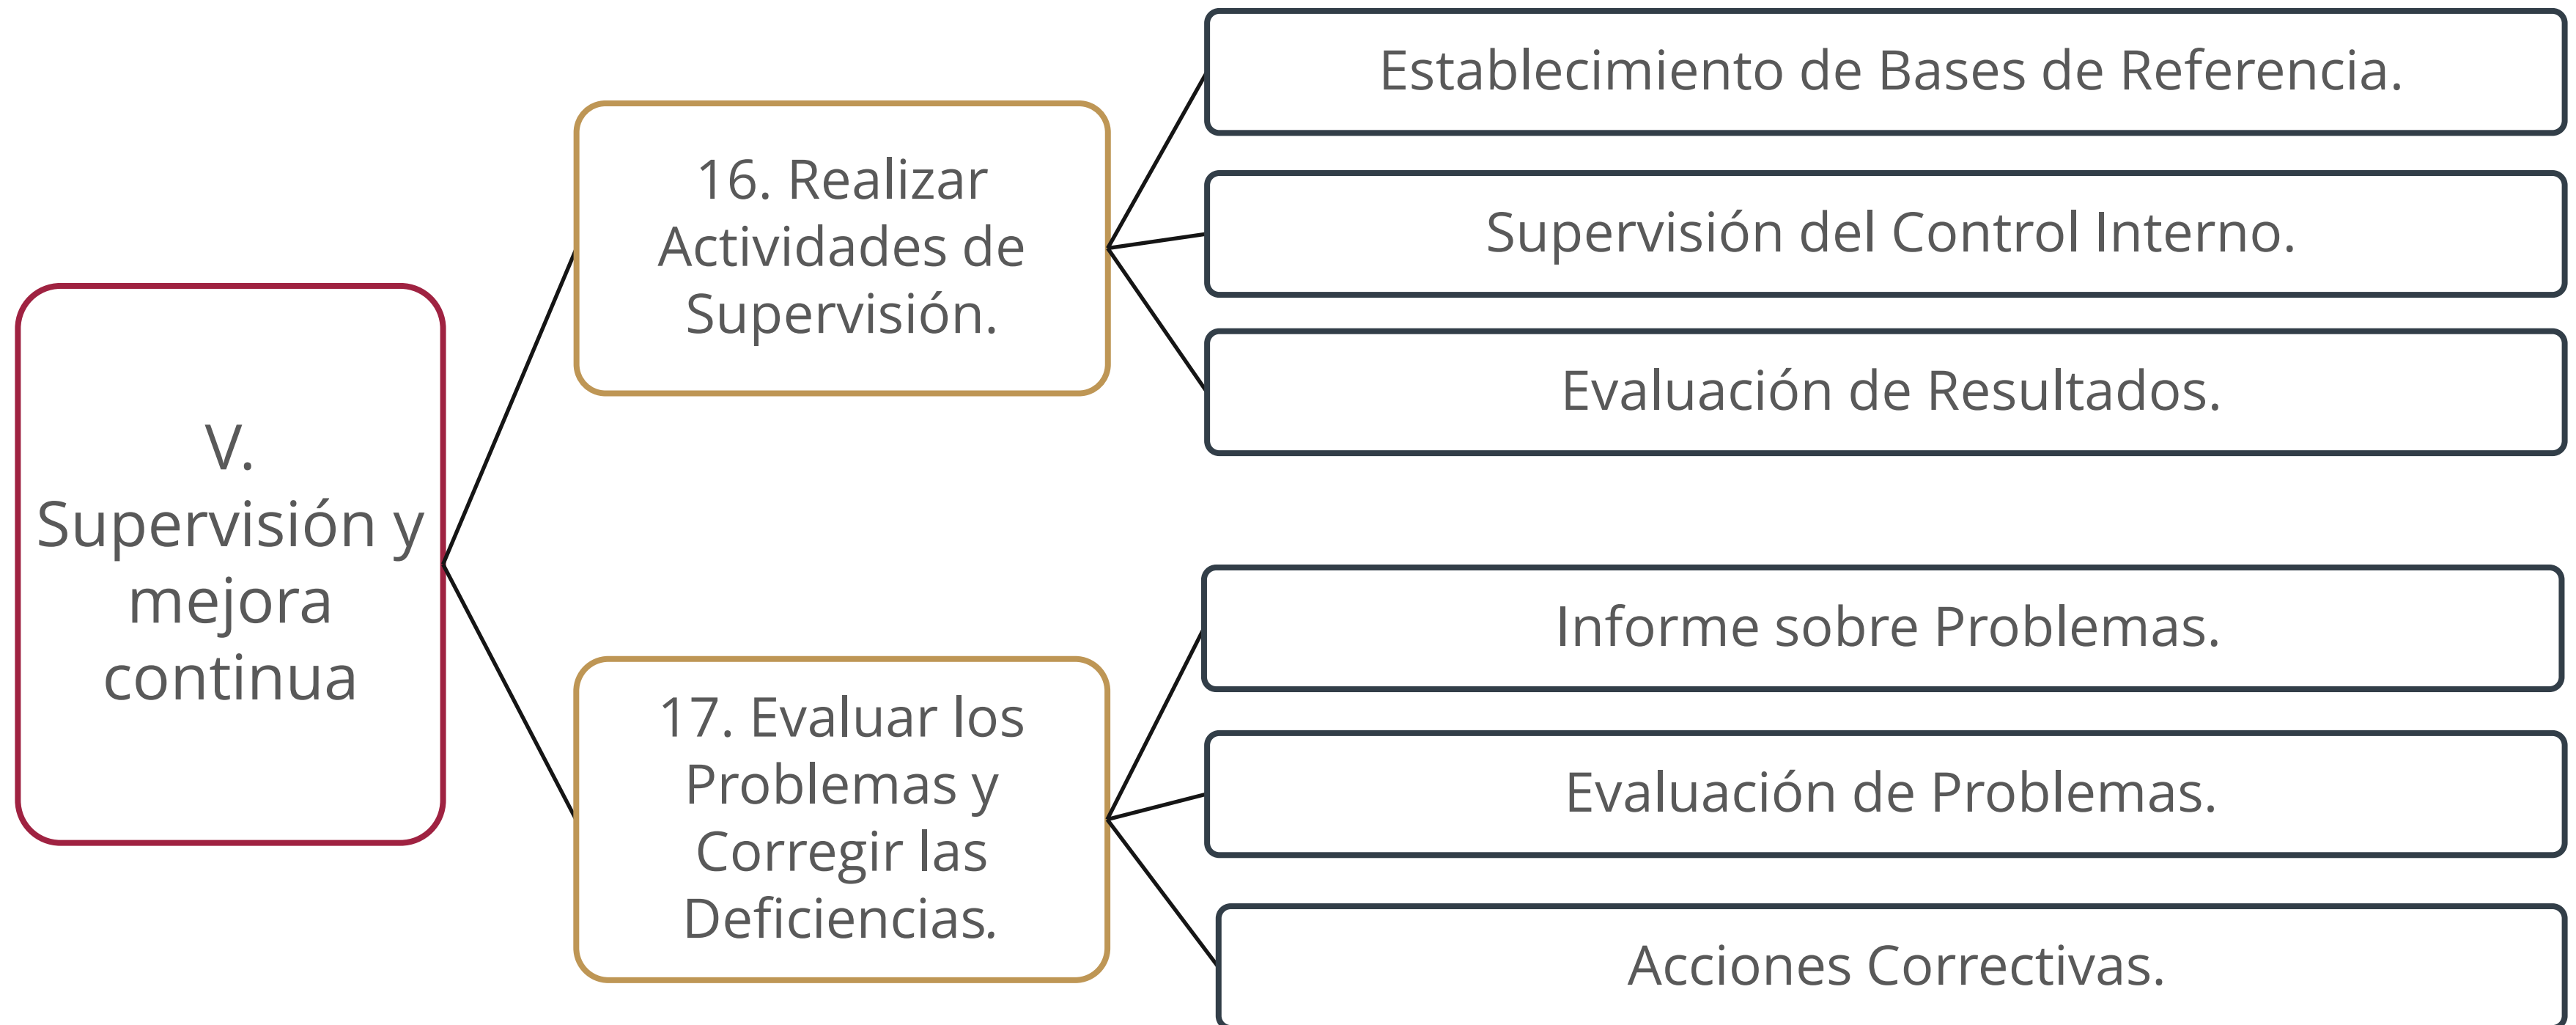 V.
Supervisión y
mejora
continua
16. Realizar
Actividades de
Supervisión.
Establecimiento de Bases de Referencia.
Supervisión del Control Interno.
Evaluación de Resultados.
17. Evaluar los
Problemas y
Corregir las
Deficiencias.
Informe sobre Problemas.
Evaluación de Problemas.
Acciones Correctivas.